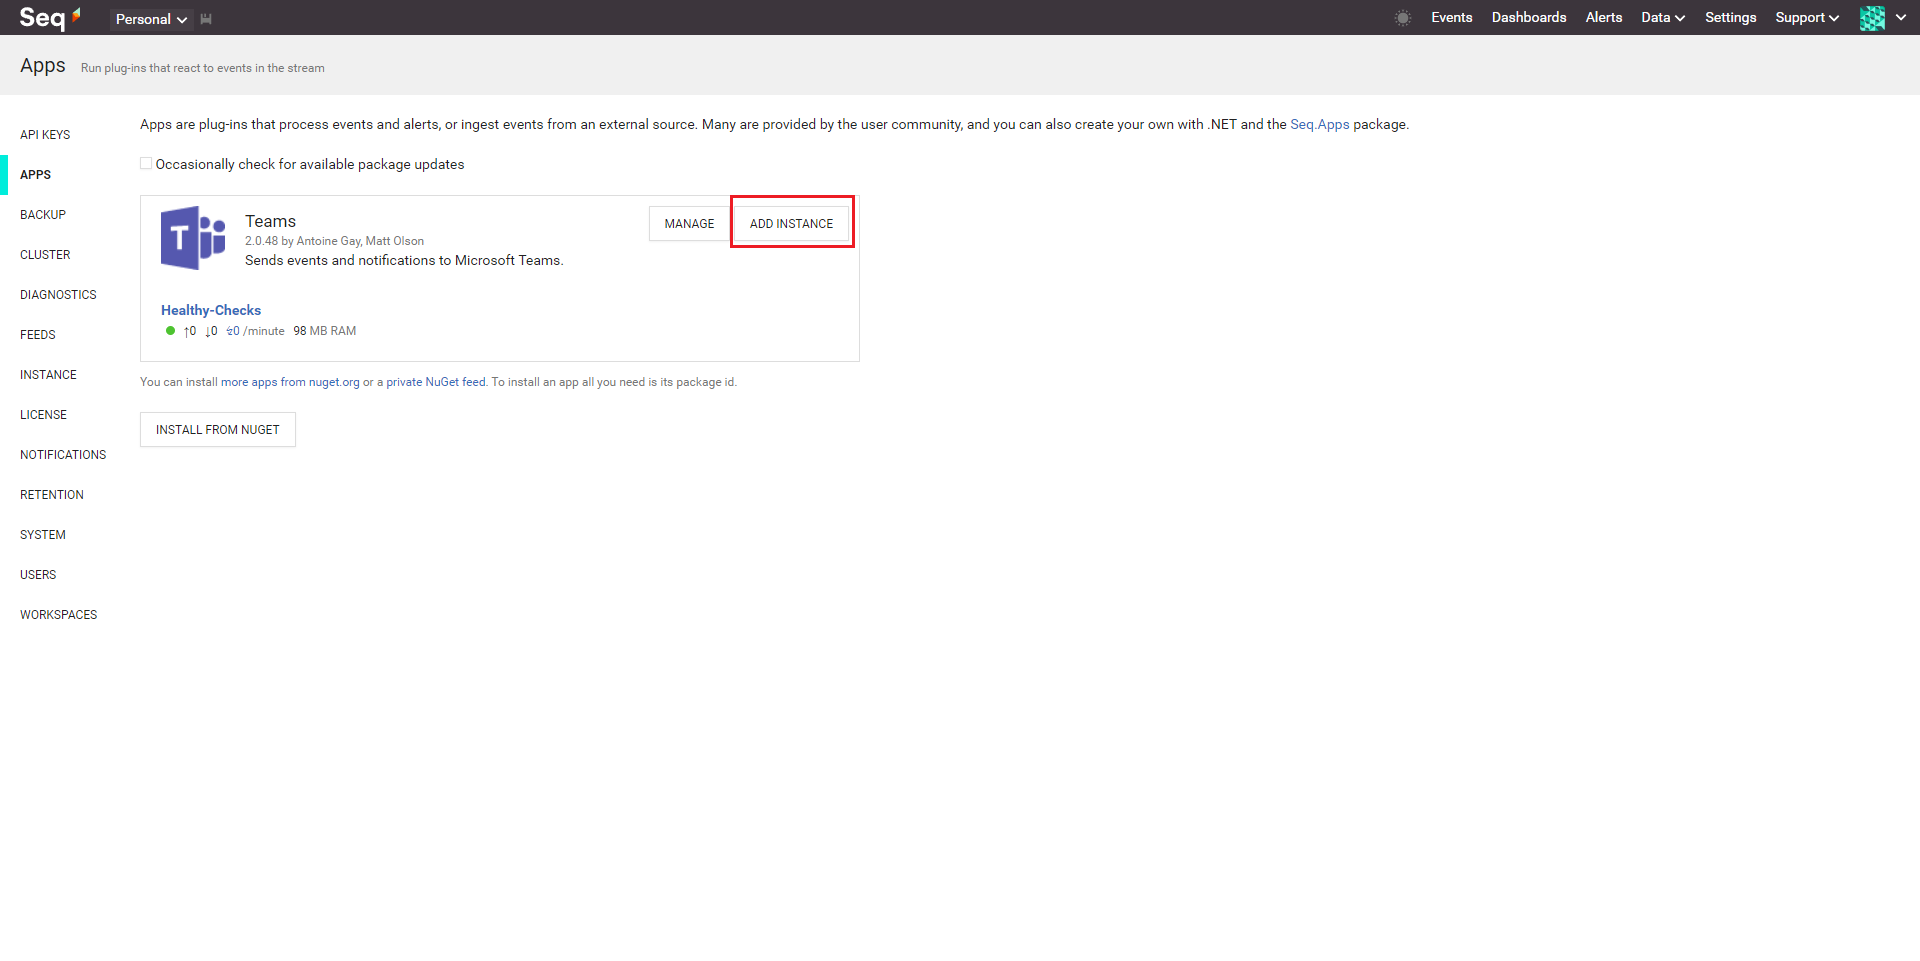 Seq
Personal
Events Dashboards Alerts Data Settings Support
Apps Run plug-ins that react to events in the stream
API KEYS
APPS
BACKUP
CLUSTER
DIAGNOSTICS
FEEDS
INSTANCE
LICENSE
NOTIFICATIONS
RETENTION
SYSTEM
USERS
WORKSPACES
Apps are plug-ins that process events and alerts, or ingest events from an external source. Many are provided by the user community, and you can also create your own with .NET and the Seq.Apps package.
Occasionally check for available package updates
T
Teams
2.0.48 by Antoine Gay, Matt Olson
Sends events and notifications to Microsoft Teams.
MANAGE ADD INSTANCE
Healthy-Checks
↑0 ↓0 0 /minute 98 MB RAM
You can install more apps from nuget.org or a private NuGet feed. To install an app all you need is its package id.
INSTALL FROM NUGET